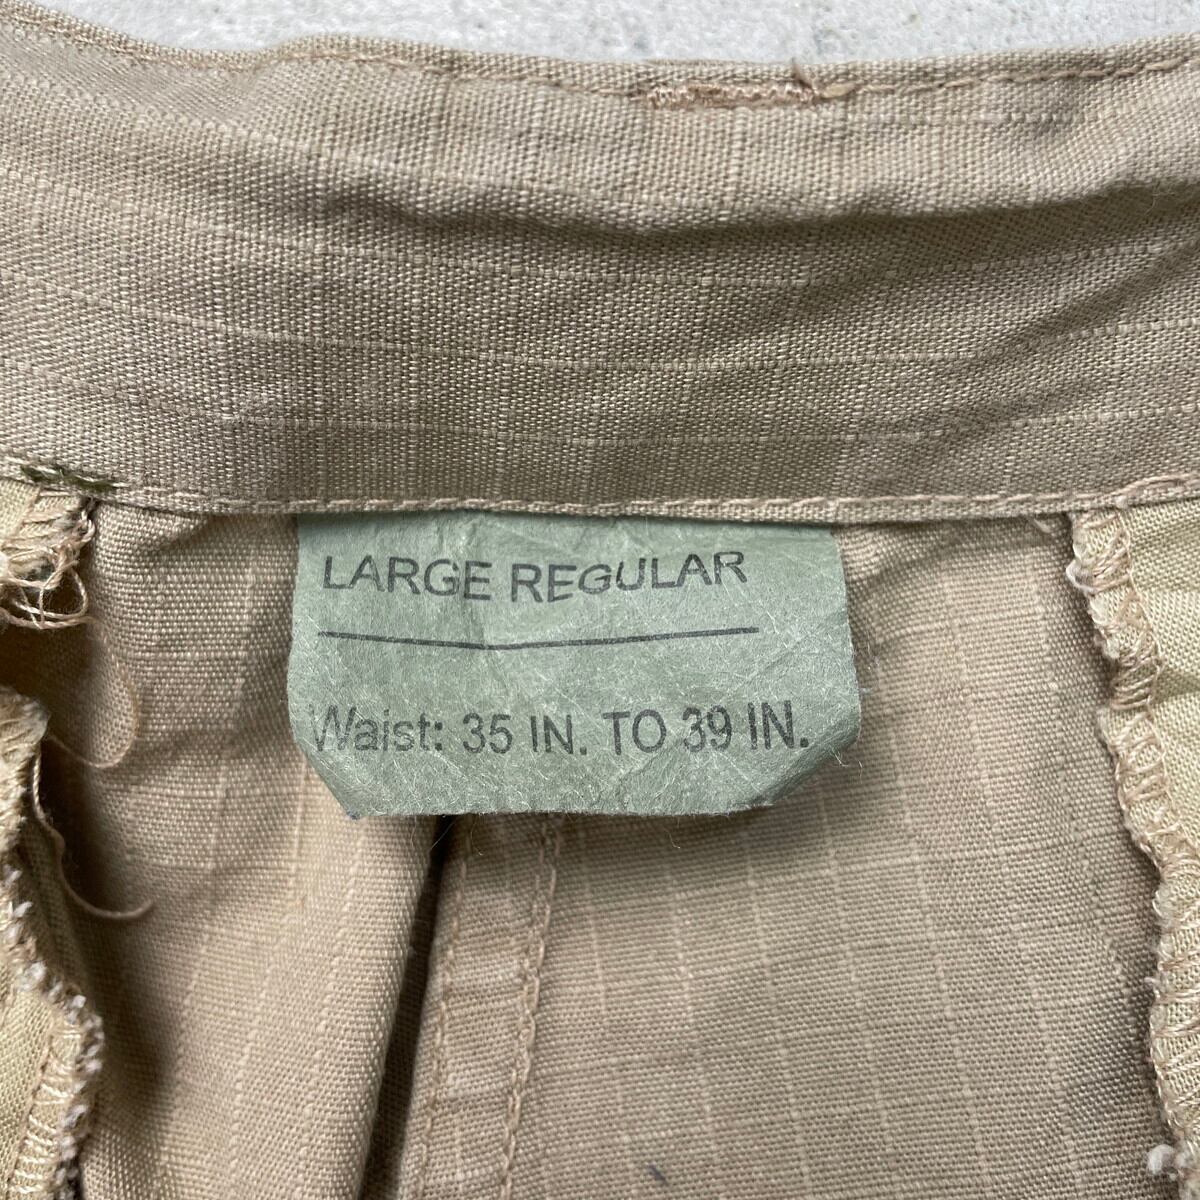 LARGE REGULAR
Waist: 35 IN. TO 39 IN.